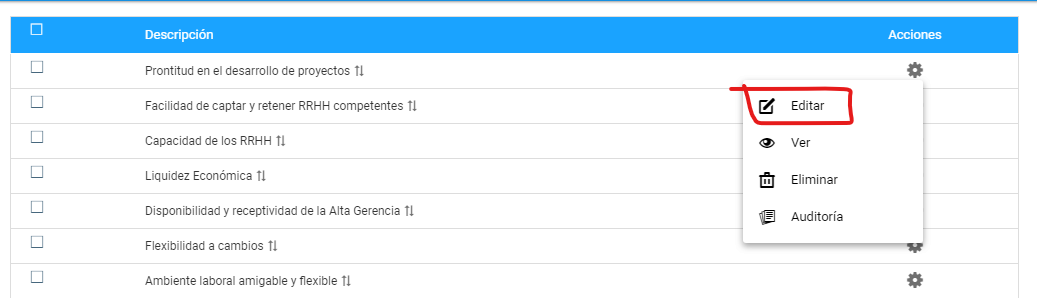 Descripción Acciones
Prontitud en el desarrollo de proyectos
Facilidad de captar y retener RRHH competentes
Editar
Capacidad de los RRHH
Ver
Liquidez Económica
Eliminar
Disponibilidad y receptividad de la Alta Gerencia
Auditoría
Flexibilidad a cambios
Ambiente laboral amigable y flexible